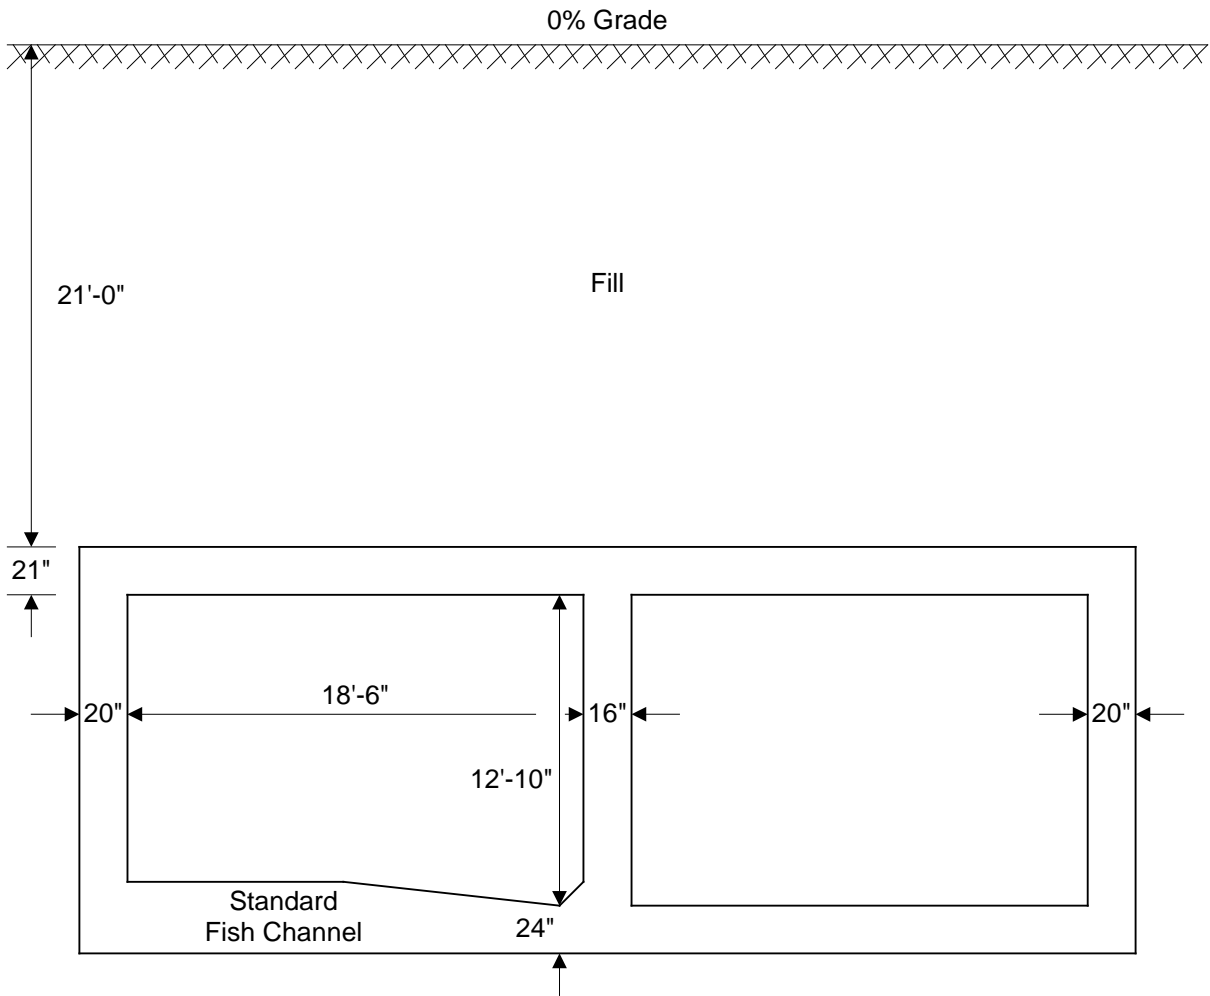 0% Grade
21'-0"
Fill
21"
20"
18'-6"
16"
20"
12'-10"
Standard
Fish Channel
24"